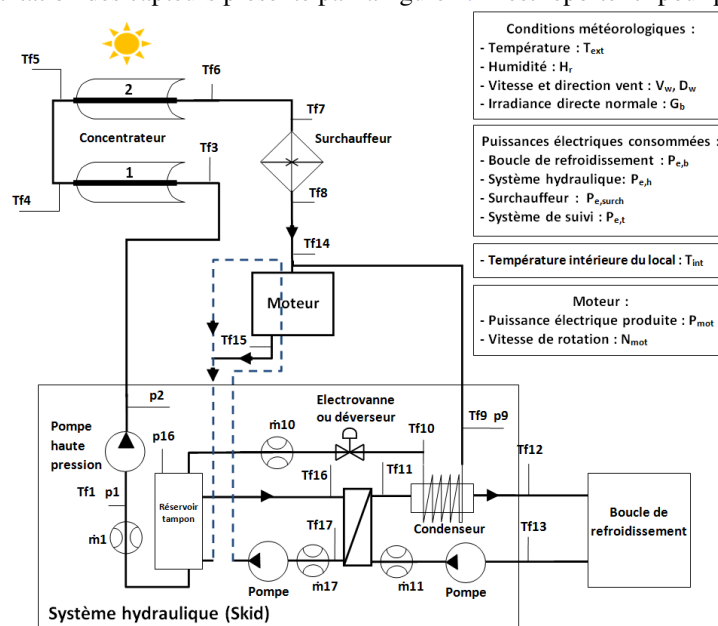 Conditions météorologiques :
- Température : Text
- Humidité : Hr
- Vitesse et direction vent : Vw, Dw
- Irradiance directe normale : Gb
Puissances électriques consommées :
- Boucle de refroidissement : Pe,b
- Système hydraulique: Pe,h
- Surchauffeur : Pe,surch
- Système de suivi : Pe,t
- Température intérieure du local : Tint
Moteur :
- Puissance électrique produite : Pmot
- Vitesse de rotation : Nmot
Tf5
2
Tf6
Tf7
Concentrateur
Surchauffeur
Tf3
1
Tf4
Tf8
Tf14
Moteur
Tf15
p2
Electrovanne
ou déverseur
Pompe
haute
pression
p16
ṁ10
Tf10
Tf9 p9
Tf12
Tf1 p1
Tf16
Tf11
Réservoir
tampon
Condenseur
Boucle de
refroidissement
Tf17
Tf13
ṁ1
Pompe
ṁ17
ṁ11
Pompe
Système hydraulique (Skid)